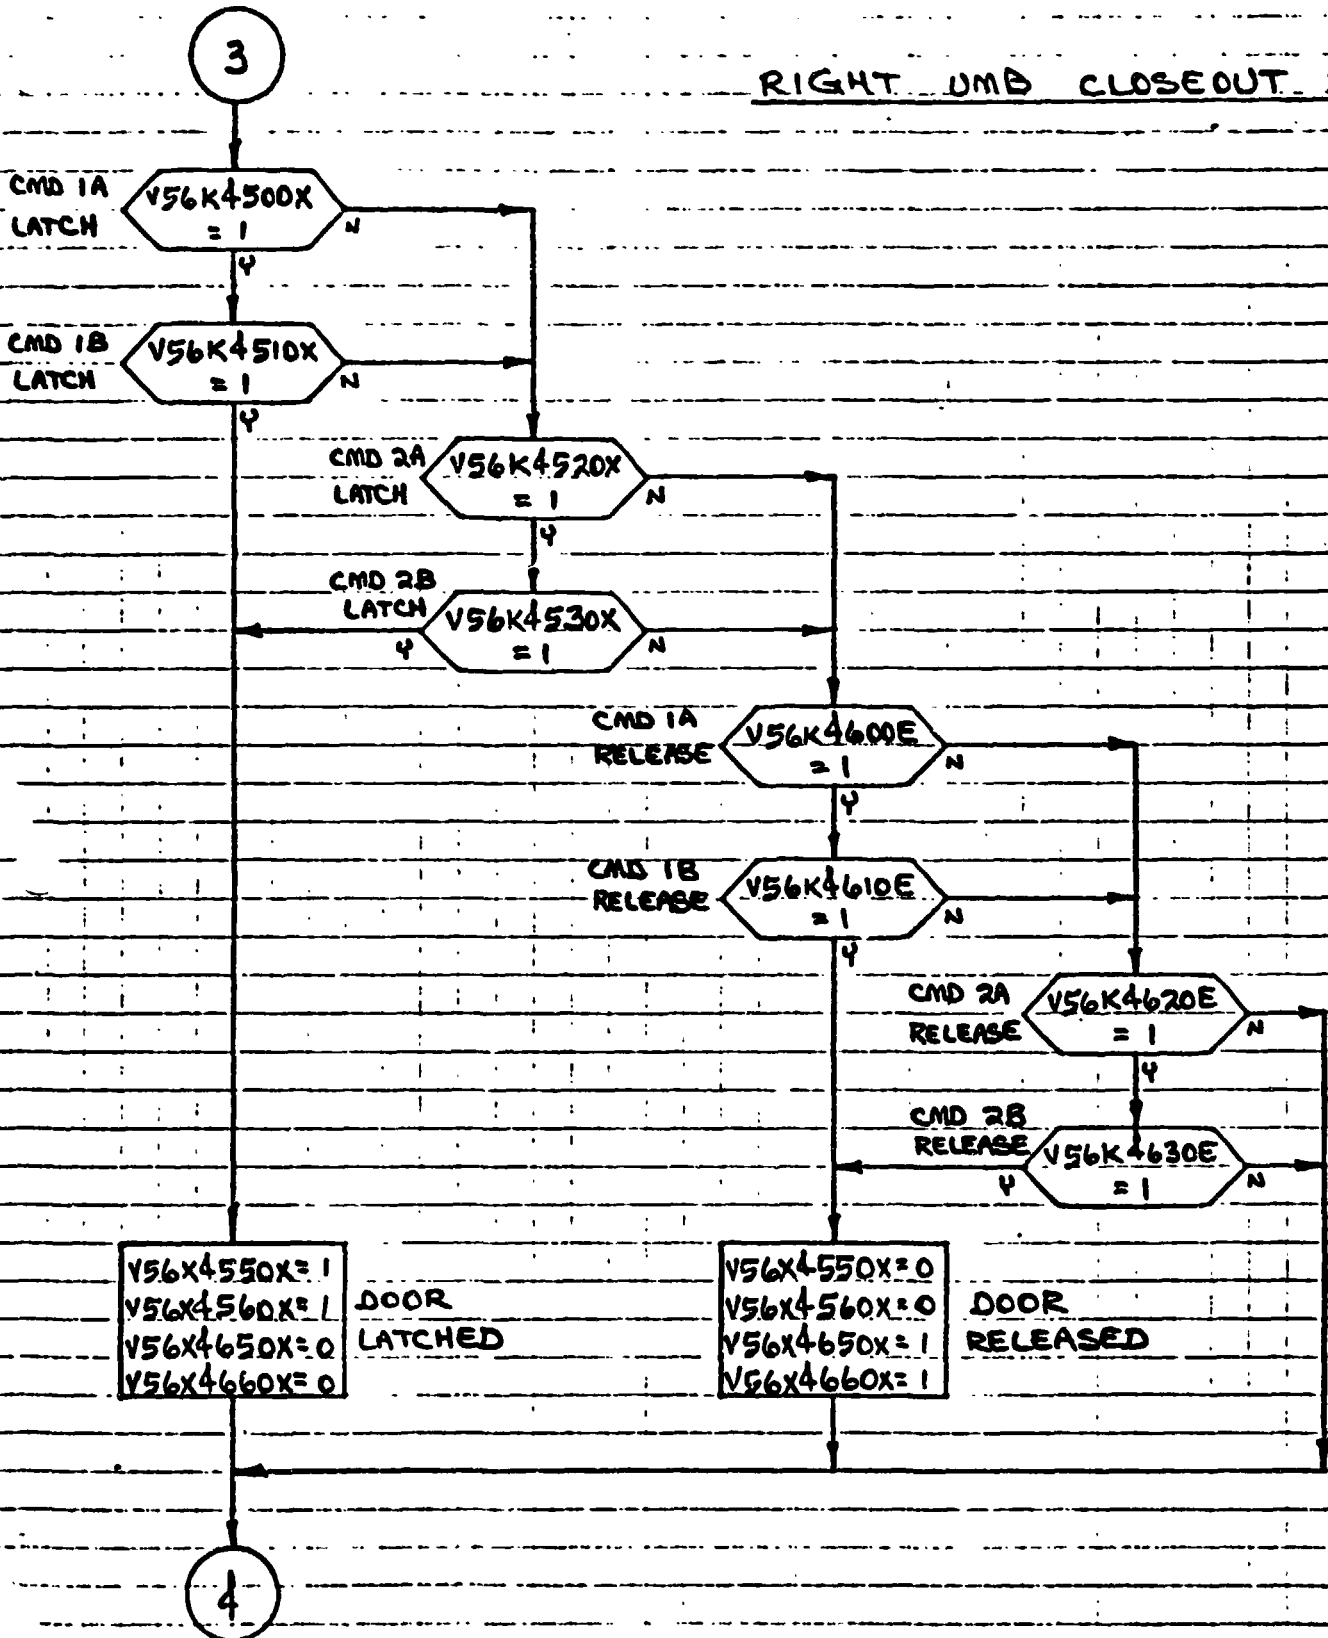 3
RIGHT UMB CLOSEOUT
CMD 1A
LATCH
V56K4500X
= 1
N
Y
CMD 1B
LATCH
V56K4510X
= 1
N
Y
CMD 2A
LATCH
V56K4520X
= 1
N
Y
CMD 2B
LATCH
V56K4530X
= 1
Y
N
CMD 1A
RELEASE
V56K4600E
= 1
N
Y
CMD 1B
RELEASE
V56K4610E
= 1
N
Y
CMD 2A
RELEASE
V56K4620E
= 1
N
Y
CMD 2B
RELEASE
V56K4630E
= 1
Y
N
V56X4550X=1
V56X4560X=1
V56X4650X=0
V56X4660X=0
DOOR
LATCHED
V56X4550X=0
V56X4560X=0
V56X4650X=1
V56X4660X=1
DOOR
RELEASED
4